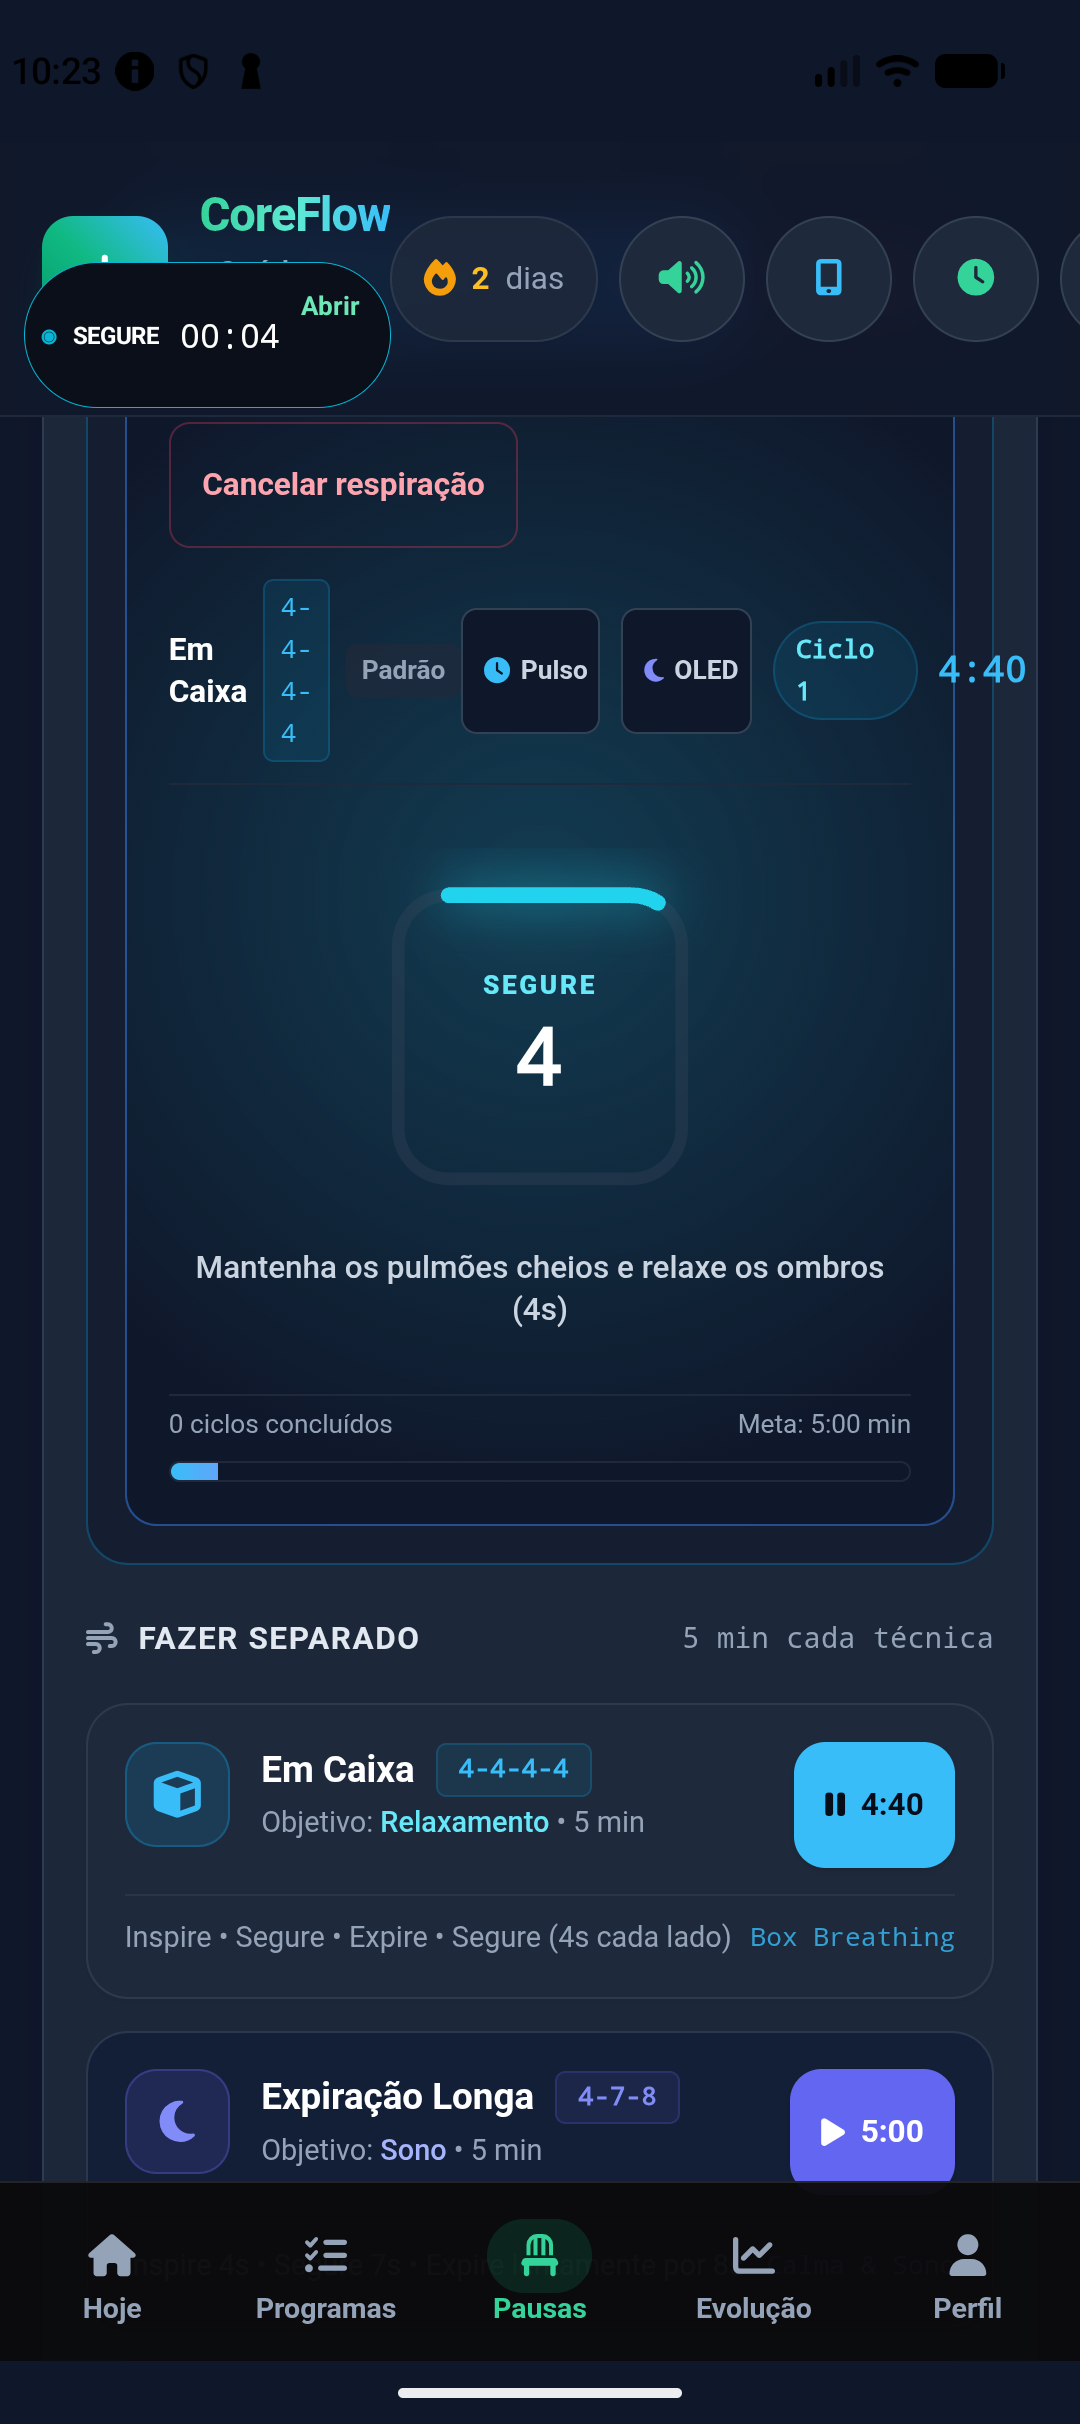 10:23
CoreFlow
2 dias
Abrir
SEGURE 00:04
Cancelar respiração
Em
Caixa
4-
4-
4-
4
Padrão
Pulso
OLED
Ciclo
1
4:40
SEGURE
4
Mantenha os pulmões cheios e relaxe os ombros
(4s)
0 ciclos concluídos
Meta: 5:00 min
FAZER SEPARADO
5 min cada técnica
Em Caixa 4-4-4-4
Objetivo: Relaxamento • 5 min
4:40
Inspire • Segure • Expire • Segure (4s cada lado)
Box Breathing
Expiração Longa 4-7-8
Objetivo: Sono • 5 min
5:00
Hoje
Programas
Pausas
Evolução
Perfil